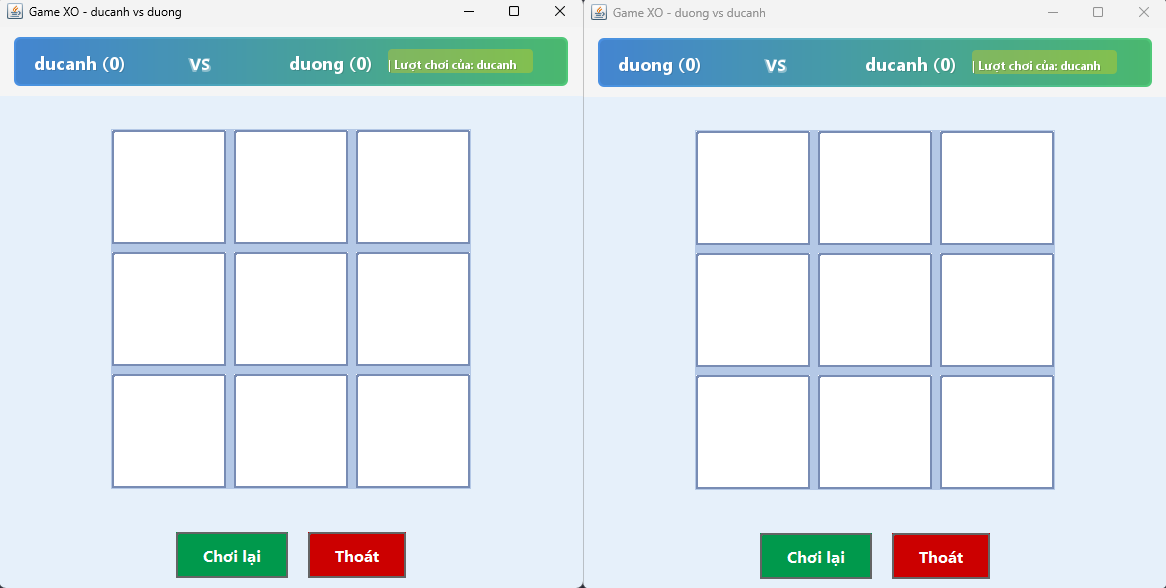 Game XO - ducanh vs duong
ducanh (0) VS duong (0) | Lượt chơi của: ducanh
Chơi lại Thoát
Game XO - duong vs ducanh
duong (0) VS ducanh (0) | Lượt chơi của: ducanh
Chơi lại Thoát